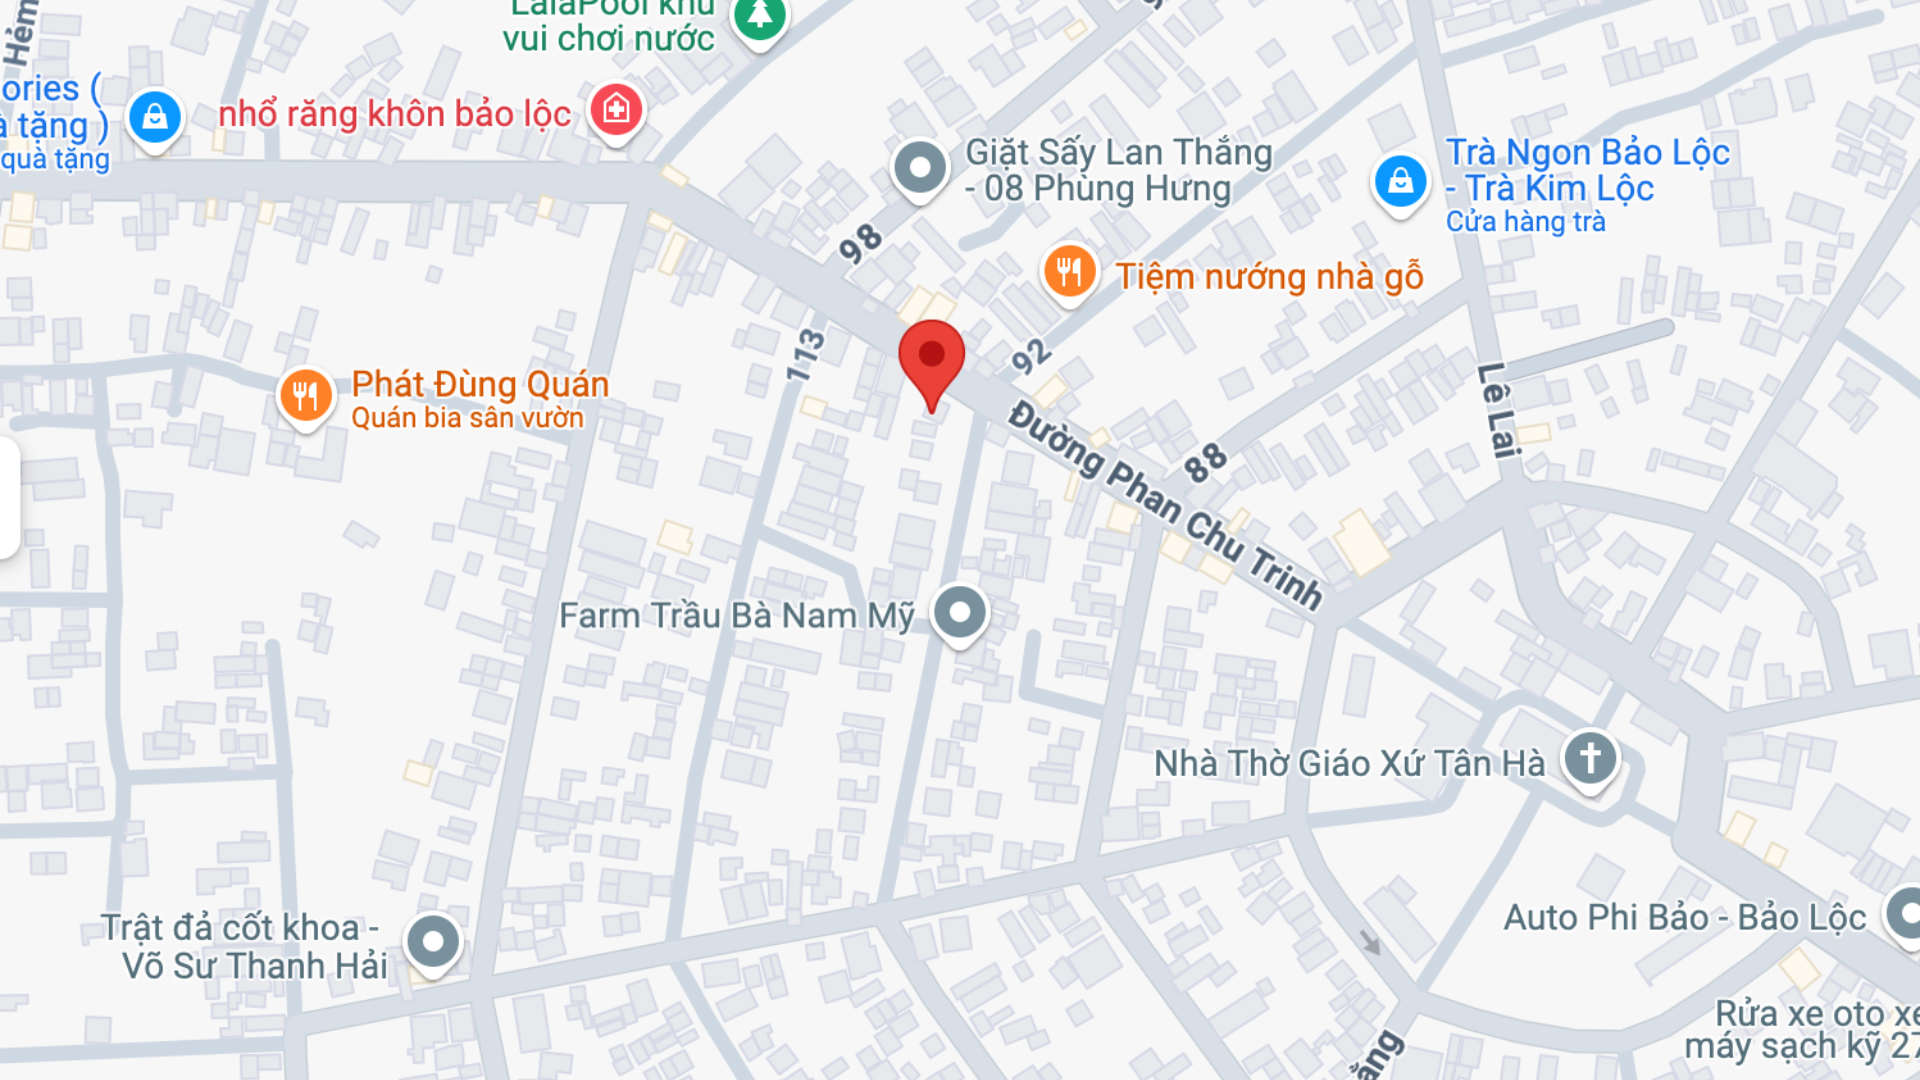 LalaPool khu
vui chơi nước
Hẻm
ories (
à tặng )
quà tặng
nhổ răng khôn bảo lộc
Giặt Sấy Lan Thắng
- 08 Phùng Hưng
Trà Ngon Bảo Lộc
- Trà Kim Lộc
Cửa hàng trà
98
Tiệm nướng nhà gỗ
113
92
Phát Đùng Quán
Quán bia sân vườn
Lê Lai
Đường Phan Chu Trinh
88
Farm Trầu Bà Nam Mỹ
Nhà Thờ Giáo Xứ Tân Hà
Trật đả cốt khoa -
Võ Sư Thanh Hải
Auto Phi Bảo - Bảo Lộc
Rửa xe oto xe
máy sạch kỹ 27